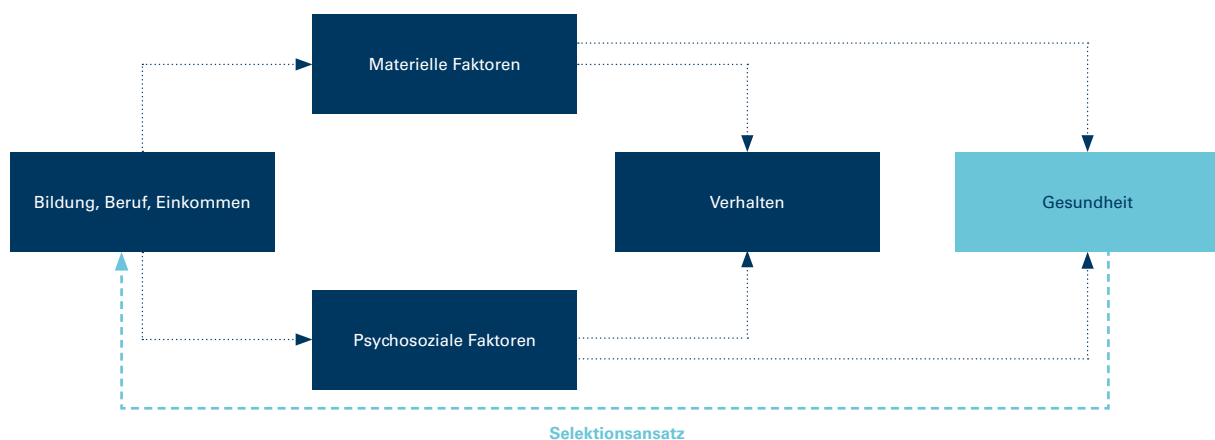 Materielle Faktoren
Bildung, Beruf, Einkommen
Verhalten
Gesundheit
Psychosoziale Faktoren
Selektionsansatz